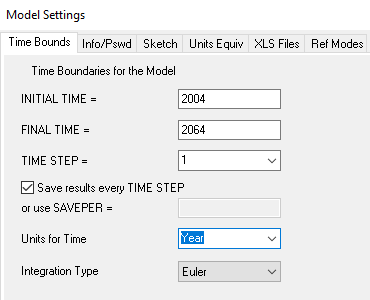 Model Settings
Time Bounds Info/Pswd Sketch Units Equiv XLS Files Ref Modes
Time Boundaries for the Model
INITIAL TIME = 2004
FINAL TIME = 2064
TIME STEP = 1
Save results every TIME STEP
or use SAVEPER =
Units for Time Year
Integration Type Euler